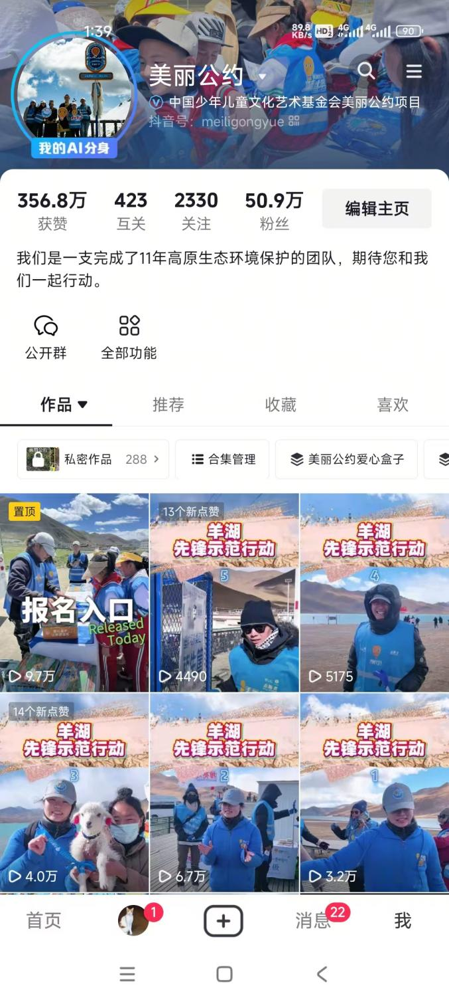 1:39
89.8 KB/s HD 1 2 4G 4G 90
美丽公约
中国少年儿童文化艺术基金会美丽公约项目
抖音号：meiligongyue
我的AI分身
356.8万 423 2330 50.9万
获赞 互关 关注 粉丝
编辑主页
我们是一支完成了11年高原生态环境保护的团队，期待您和我
们一起行动。
公开群 全部功能
作品 推荐 收藏 喜欢
美丽公约
私密作品 288
合集管理
美丽公约爱心盒子
置顶
报名入口
Released
Today
9.7万
13个新点赞
羊湖
先锋示范行动
5
4490
羊湖
先锋示范行动
4
5175
14个新点赞
羊湖
先锋示范行动
3
4.0万
羊湖
先锋示范行动
2
6.7万
羊湖
先锋示范行动
1
3.2万
首页 1 消息 22 我